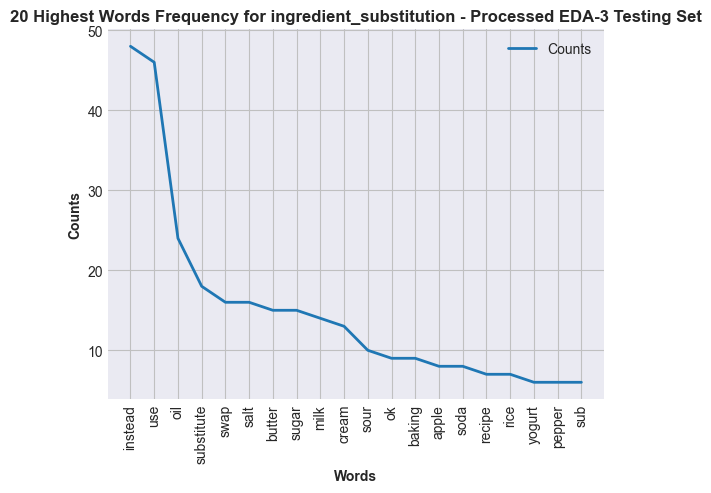 20 Highest Words Frequency for ingredient_substitution - Processed EDA-3 Testing Set
Counts
50
40
30
20
10
Counts
instead
use
oil
substitute
swap
salt
butter
sugar
milk
cream
sour
ok
baking
apple
soda
recipe
rice
yogurt
pepper
sub
Words